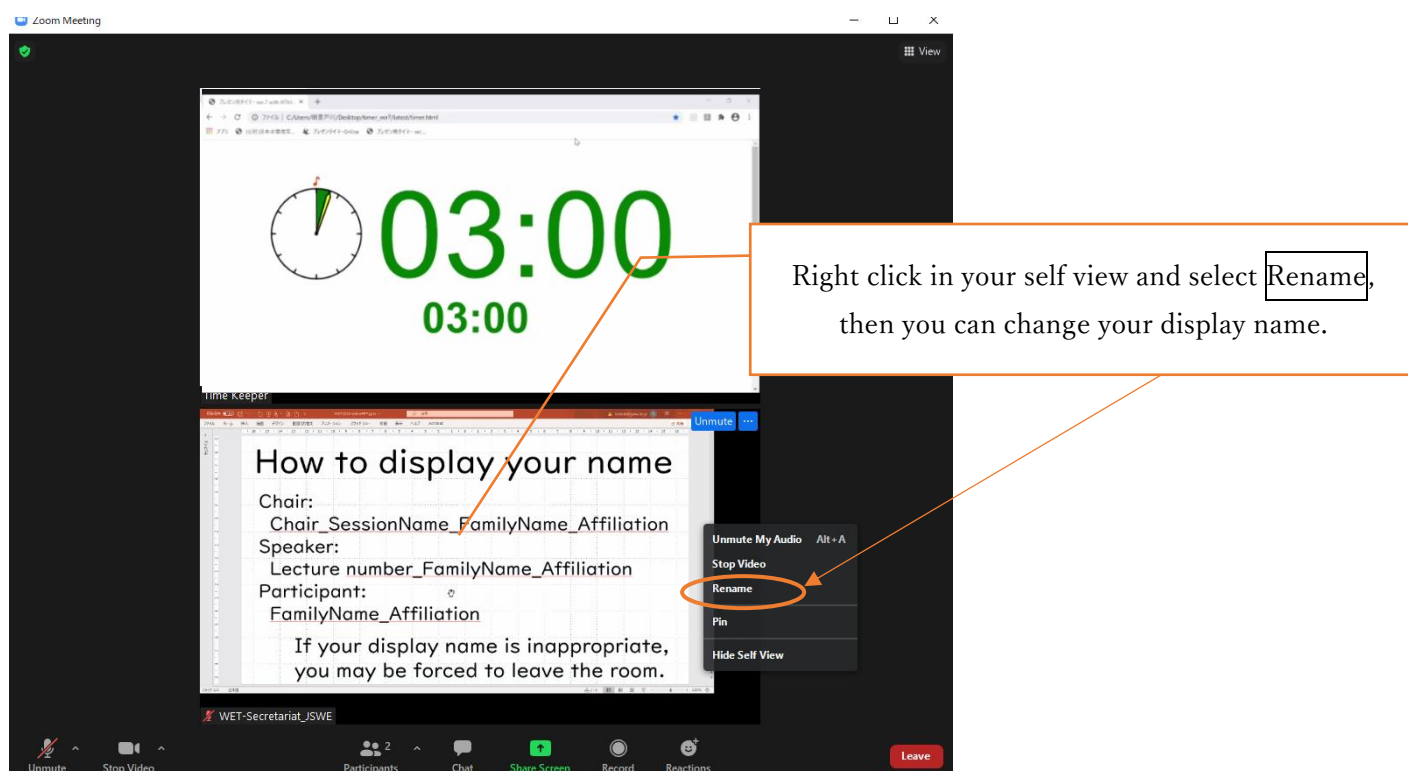 Zoom Meeting
View
03:00
03:00
Time Keeper
Right click in your self view and select Rename,
then you can change your display name.
Unmute
How to display your name
Chair:
Chair_SessionName_FamilyName_Affiliation
Speaker:
Lecture number_FamilyName_Affiliation
Participant:
FamilyName_Affiliation
If your display name is inappropriate,
you may be forced to leave the room.
Unmute My Audio Alt+A
Stop Video
Rename
Pin
Hide Self View
WET-Secretariat_JSWE
2
Unmute Stop Video Participants Chat Share Screen Record Reactions Leave